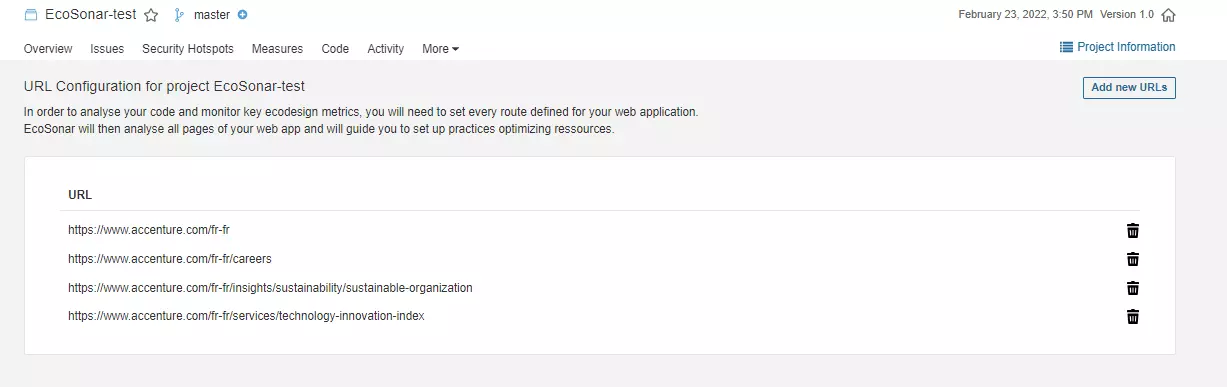 EcoSonar-test master
February 23, 2022, 3:50 PM Version 1.0
Overview Issues Security Hotspots Measures Code Activity More
Project Information
URL Configuration for project EcoSonar-test
Add new URLs
In order to analyse your code and monitor key ecodesign metrics, you will need to set every route defined for your web application.
EcoSonar will then analyse all pages of your web app and will guide you to set up practices optimizing ressources.
URL
https://www.accenture.com/fr-fr
https://www.accenture.com/fr-fr/careers
https://www.accenture.com/fr-fr/insights/sustainability/sustainable-organization
https://www.accenture.com/fr-fr/services/technology-innovation-index